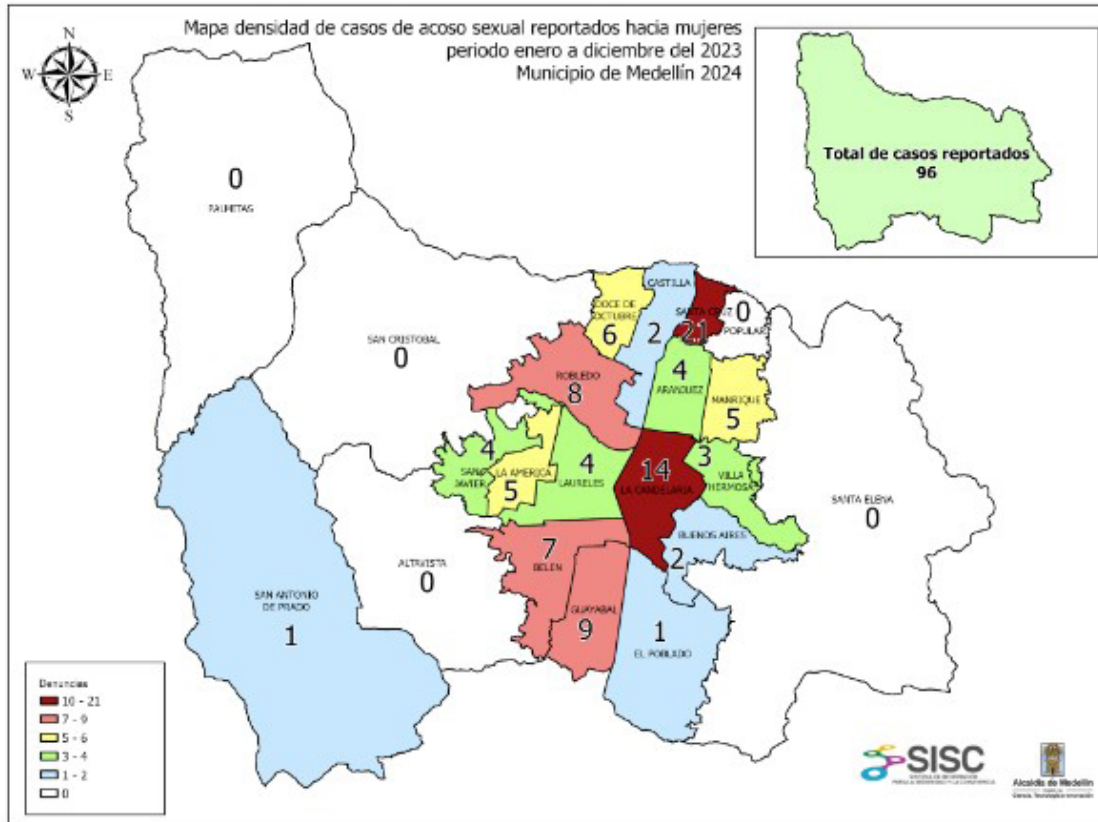 Mapa densidad de casos de acoso sexual reportados hacia mujeres
periodo enero a diciembre del 2023
Municipio de Medellín 2024
N
W E
S
Total de casos reportados
96
0
PALMITAS
CASTILLA
DOCE DE
OCTUBRE
6
2
SANTA CRUZ
21
0
POPULAR
SAN CRISTOBAL
0
ROBLEDO
8
4
ARANJUEZ
MANRIQUE
5
4
SAN
JAVIER
LA AMERICA
5
4
LAURELES
14
LA CANDELARIA
3
VILLA
HERMOSA
SANTA ELENA
0
BUENOS AIRES
2
ALTAVISTA
0
7
BELEN
GUAYABAL
9
1
EL POBLADO
SAN ANTONIO
DE PRADO
1
Denuncias
10 - 21
7 - 9
5 - 6
3 - 4
1 - 2
0
SISC
Alcaldía de Medellín